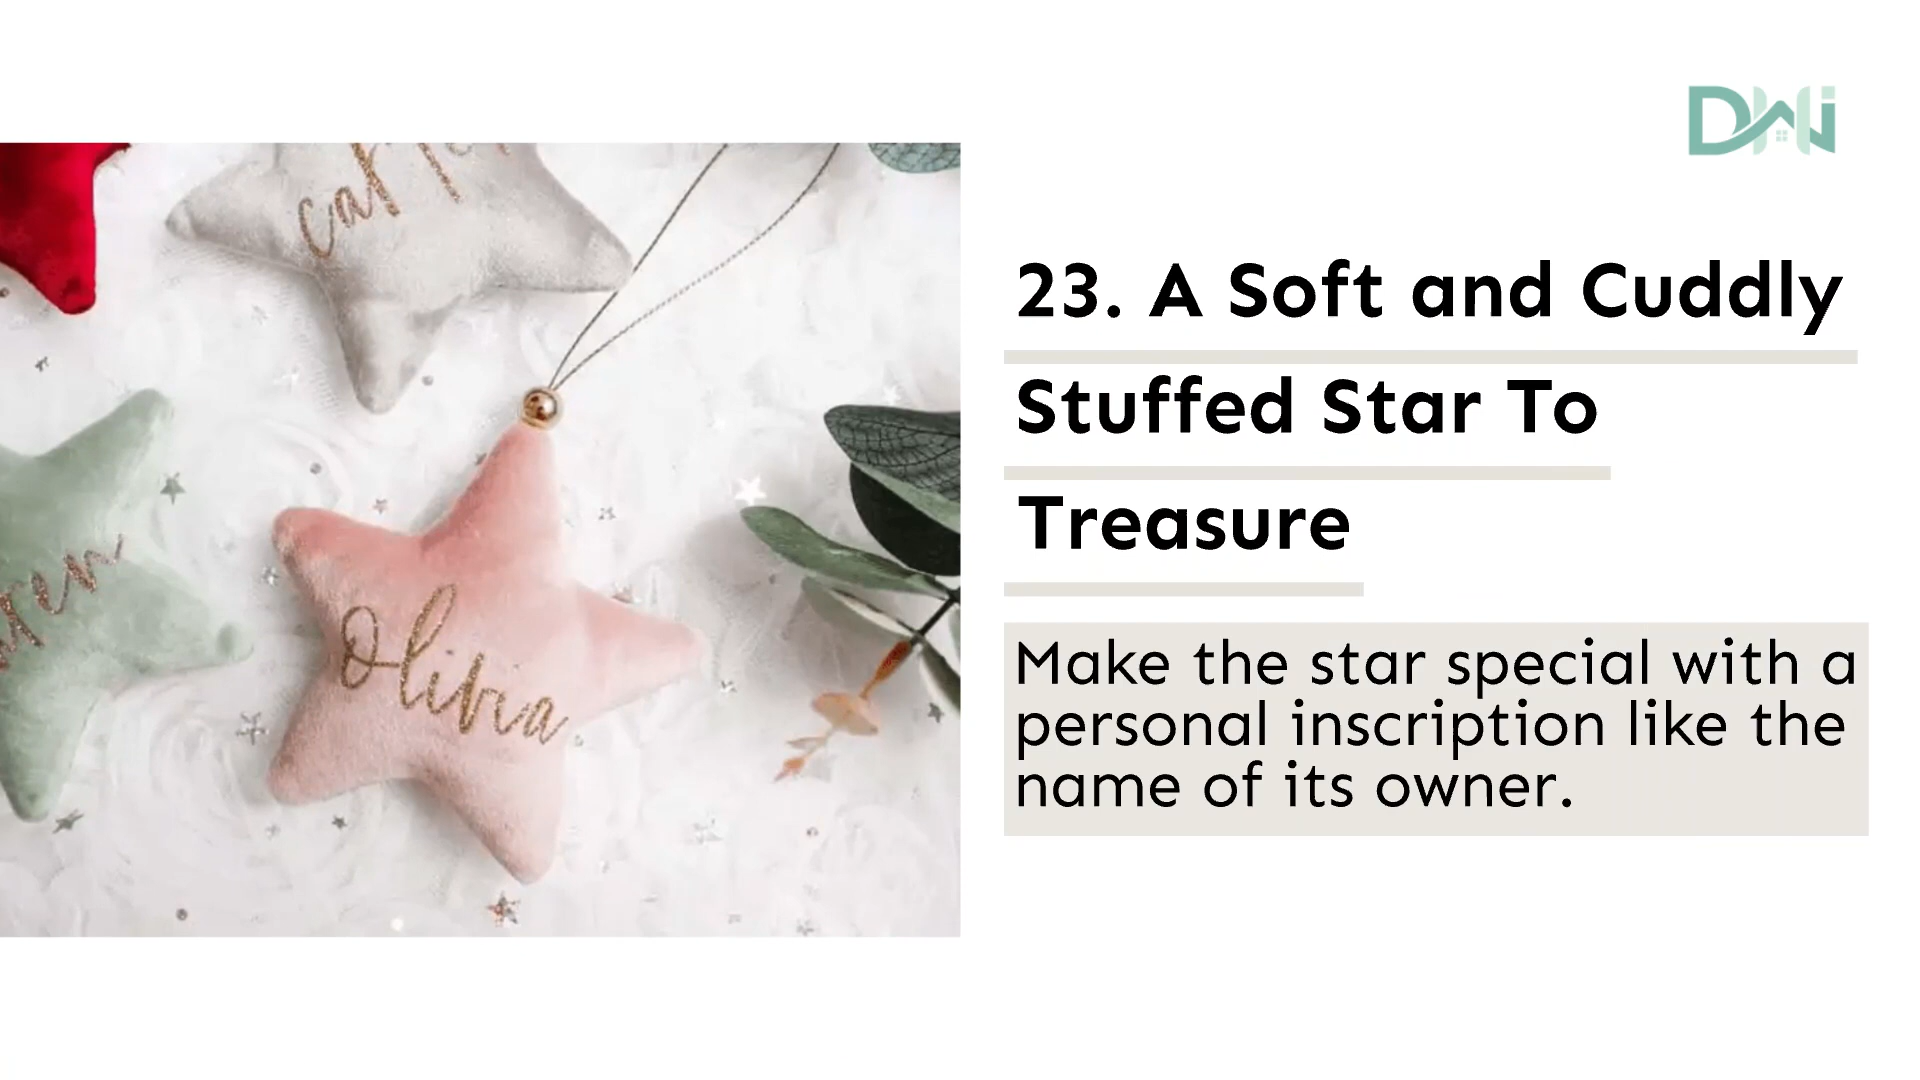 DHI
23. A Soft and Cuddly
Stuffed Star To
Treasure
Make the star special with a
personal inscription like the
name of its owner.
Olivia